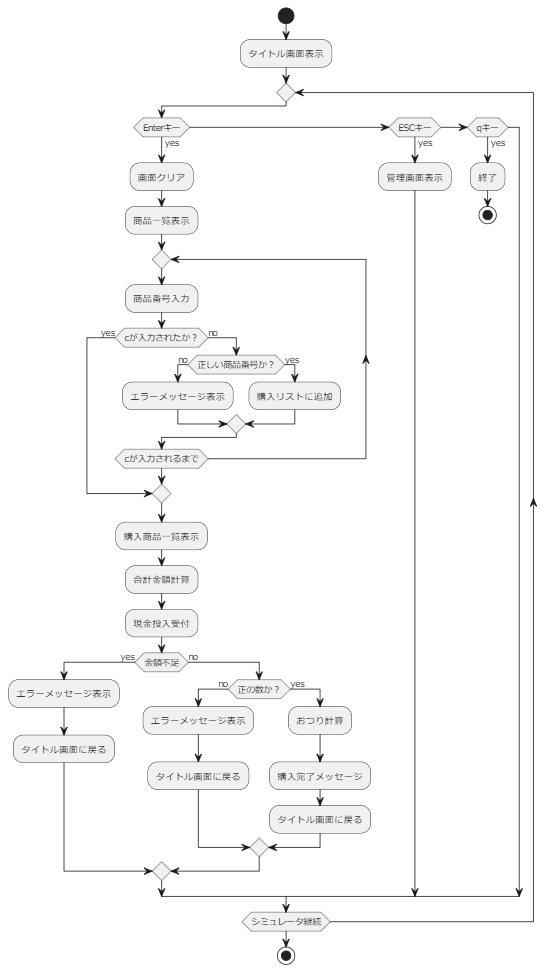 タイトル画面表示
Enterキー
yes
ESCキー
yes
qキー
yes
画面クリア
管理画面表示
終了
商品一覧表示
商品番号入力
yes
cが入力されたか？
no
no
正しい商品番号か？
yes
エラーメッセージ表示
購入リストに追加
cが入力されるまで
購入商品一覧表示
合計金額計算
現金投入受付
yes
金額不足
no
エラーメッセージ表示
タイトル画面に戻る
no
正の数か？
yes
エラーメッセージ表示
おつり計算
タイトル画面に戻る
購入完了メッセージ
タイトル画面に戻る
シミュレータ継続